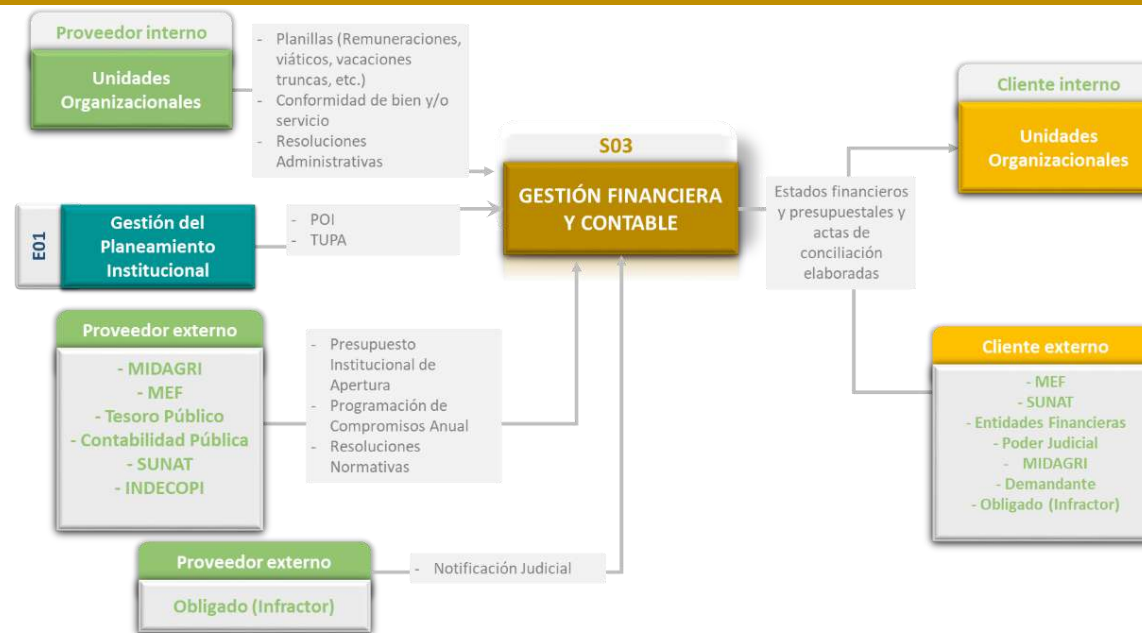 Proveedor interno
Unidades
Organizacionales
- Planillas (Remuneraciones,
viáticos, vacaciones
truncas, etc.)
- Conformidad de bien y/o
servicio
- Resoluciones
Administrativas
E01
Gestión del
Planeamiento
Institucional
- POI
- TUPA
Proveedor externo
- MIDAGRI
- MEF
- Tesoro Público
- Contabilidad Pública
- SUNAT
- INDECOPI
- Presupuesto
Institucional de
Apertura
- Programación de
Compromisos Anual
- Resoluciones
Normativas
Proveedor externo
Obligado (Infractor)
- Notificación Judicial
S03
GESTIÓN FINANCIERA
Y CONTABLE
Estados financieros
y presupuestales y
actas de
conciliación
elaboradas
Cliente interno
Unidades
Organizacionales
Cliente externo
- MEF
- SUNAT
- Entidades Financieras
- Poder Judicial
- MIDAGRI
- Demandante
- Obligado (Infractor)